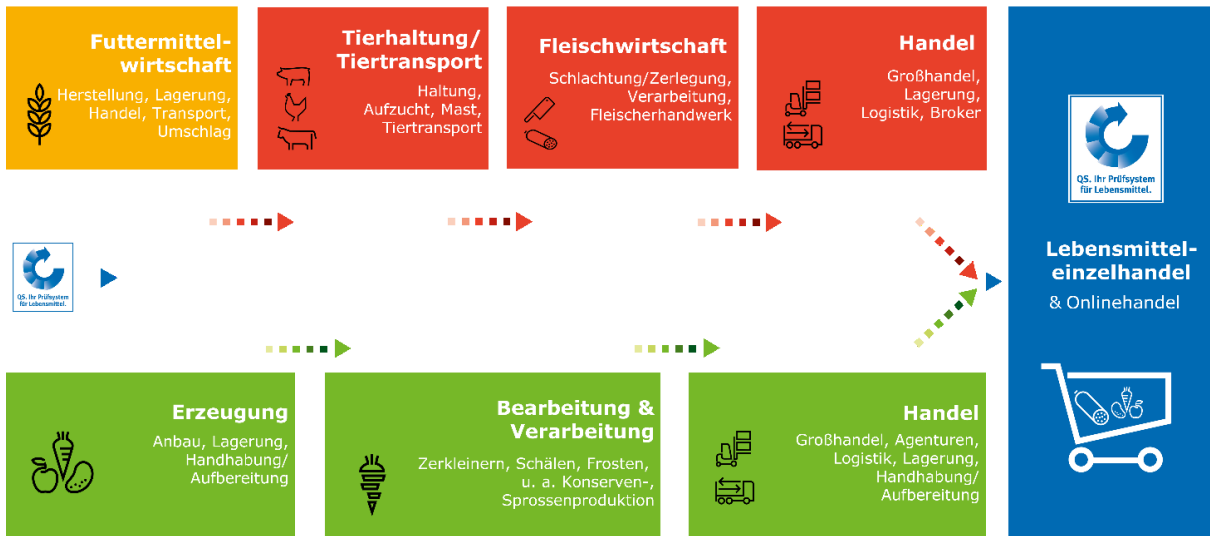 Futtermittel-
wirtschaft
Herstellung, Lagerung,
Handel, Transport,
Umschlag
Tierhaltung/
Tiertransport
Haltung,
Aufzucht, Mast,
Tiertransport
Fleischwirtschaft
Schlachtung/Zerlegung,
Verarbeitung,
Fleischerhandwerk
Handel
Großhandel,
Lagerung,
Logistik, Broker
QS. Ihr Prüfsystem
für Lebensmittel.
Lebensmittel-
einzelhandel
& Onlinehandel
QS. Ihr Prüfsystem
für Lebensmittel.
Erzeugung
Anbau, Lagerung,
Handhabung/
Aufbereitung
Bearbeitung &
Verarbeitung
Zerkleinern, Schälen, Frosten,
u. a. Konserven-,
Sprossenproduktion
Handel
Großhandel, Agenturen,
Logistik, Lagerung,
Handhabung/
Aufbereitung